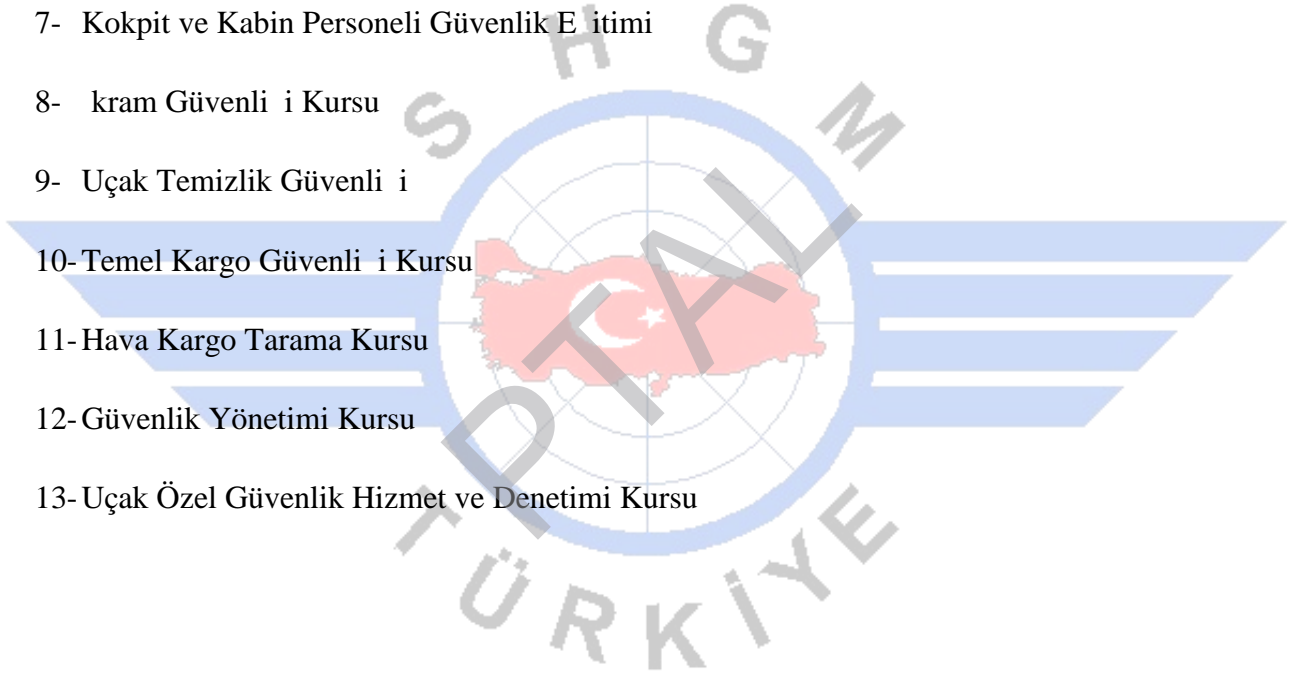 7- Kokpit ve Kabin Personeli Güvenlik E itimi
8- kram Güvenli i Kursu
9- Uçak Temizlik Güvenli i
10- Temel Kargo Güvenli i Kursu
11- Hava Kargo Tarama Kursu
12- Güvenlik Yönetimi Kursu
13- Uçak Özel Güvenlik Hizmet ve Denetimi Kursu
SHGM
TÜRKİYE
İPTAL